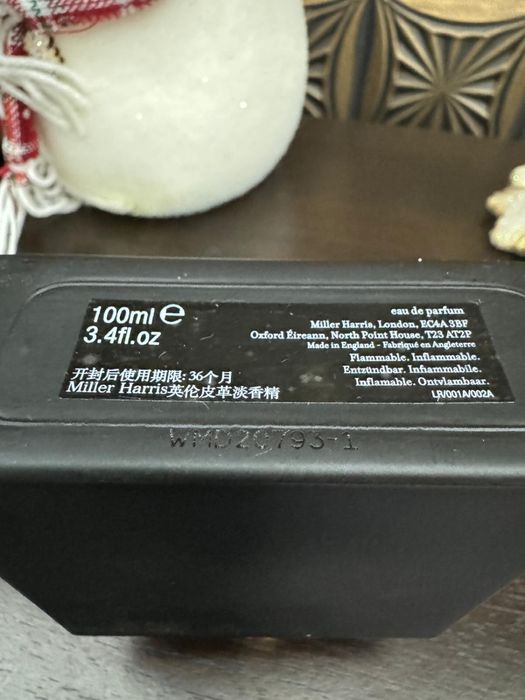 100ml ℮
3.4fl.oz
开封后使用期限: 36个月
Miller Harris英伦皮革淡香精
eau de parfum
Miller Harris, London, EC4A 3BF
Oxford Éireann, North Point House, T23 AT2P
Made in England - Fabriqué en Angleterre
Flammable. Inflammable.
Entzündbar. Infiammabile.
Inflamable. Ontvlambaar.
LR/001A/002A
WMD20793-1